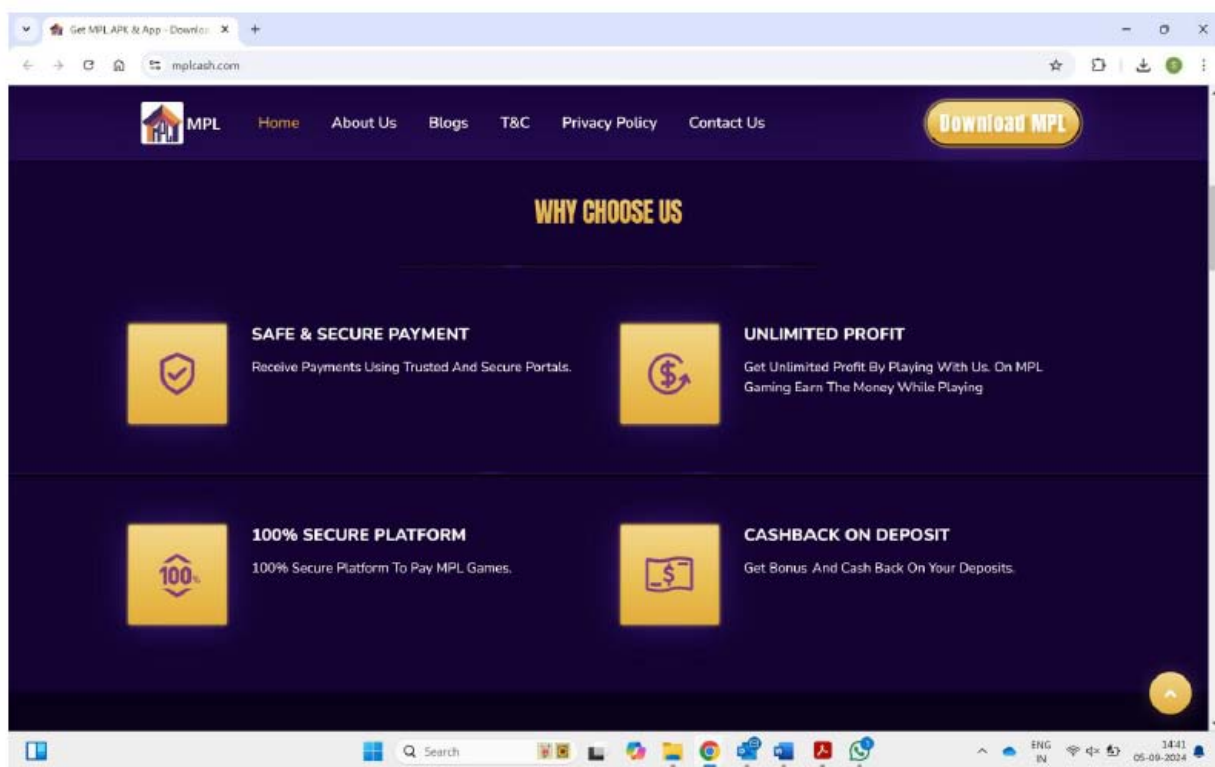 Get MPL APK & App - Downloa
mplcash.com
MPL Home About Us Blogs T&C Privacy Policy Contact Us Download MPL
WHY CHOOSE US
SAFE & SECURE PAYMENT
Receive Payments Using Trusted And Secure Portals.
UNLIMITED PROFIT
Get Unlimited Profit By Playing With Us. On MPL
Gaming Earn The Money While Playing
100% SECURE PLATFORM
100% Secure Platform To Pay MPL Games.
CASHBACK ON DEPOSIT
Get Bonus And Cash Back On Your Deposits.
100%
Search
ENG
IN
14:41
05-09-2024